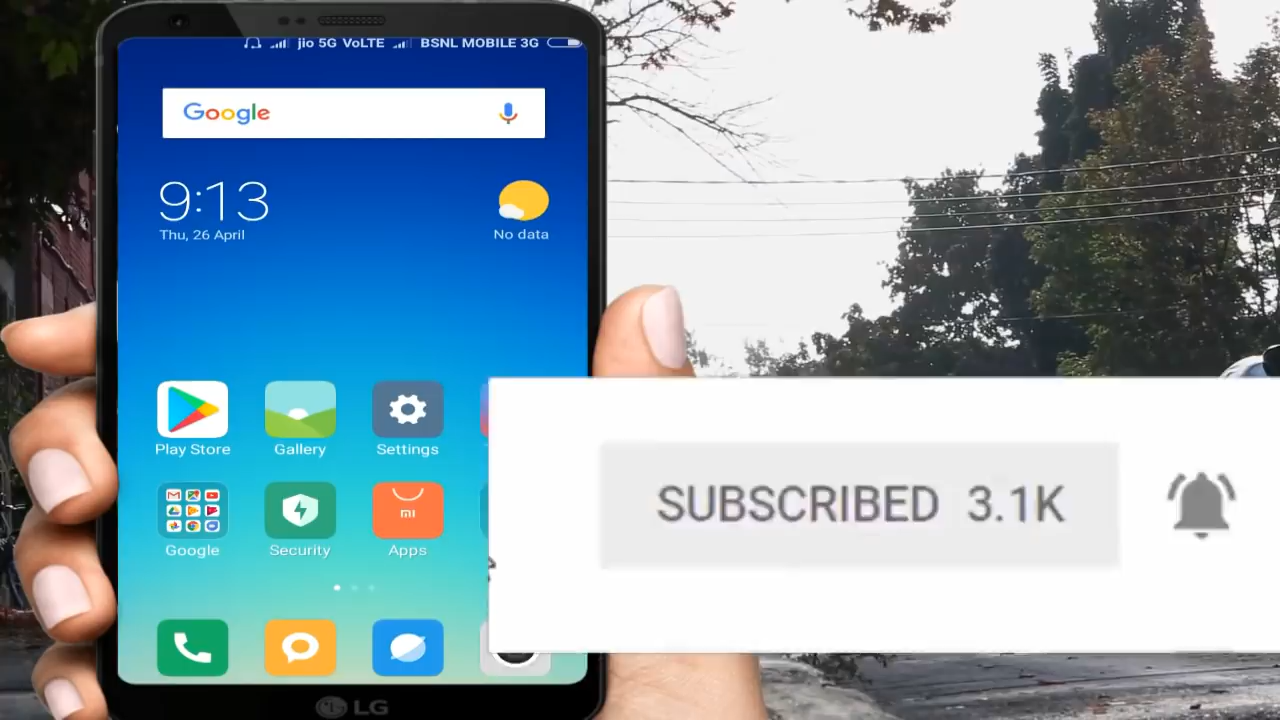 jio 5G VoLTE BSNL MOBILE 3G
Google
9:13
Thu, 26 April
No data
Play Store Gallery Settings
mi
Google Security Apps
SUBSCRIBED 3.1K
LG